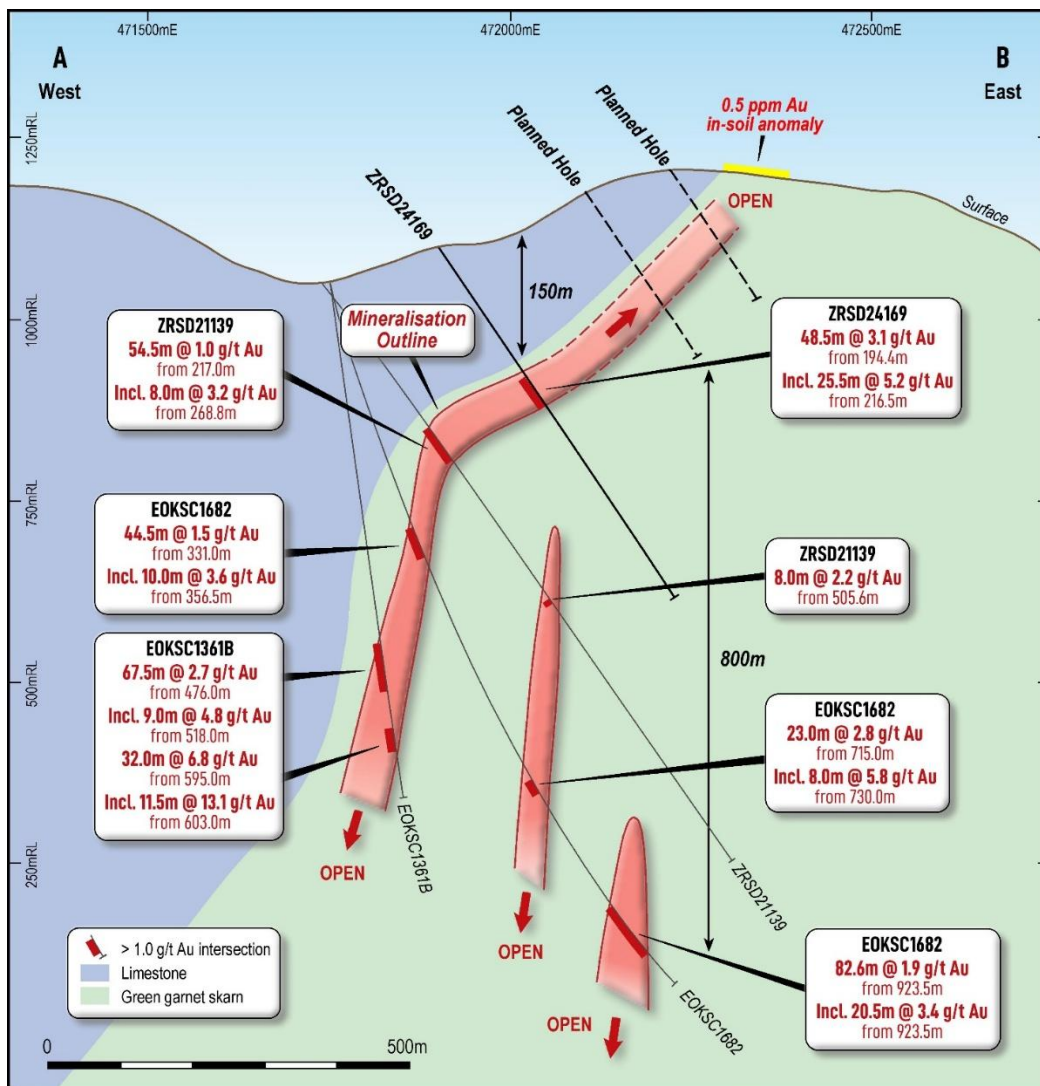 471500mE
472000mE
472500mE
A
West
B
East
1250mRL
1000mRL
750mRL
500mRL
250mRL
0.5 ppm Au
in-soil anomaly
Planned Hole
Planned Hole
ZRSD24169
OPEN
Surface
150m
Mineralisation
Outline
ZRSD21139
54.5m @ 1.0 g/t Au
from 217.0m
Incl. 8.0m @ 3.2 g/t Au
from 268.8m
ZRSD24169
48.5m @ 3.1 g/t Au
from 194.4m
Incl. 25.5m @ 5.2 g/t Au
from 216.5m
EOKSC1682
44.5m @ 1.5 g/t Au
from 331.0m
Incl. 10.0m @ 3.6 g/t Au
from 356.5m
ZRSD21139
8.0m @ 2.2 g/t Au
from 505.6m
800m
EOKSC1361B
67.5m @ 2.7 g/t Au
from 476.0m
Incl. 9.0m @ 4.8 g/t Au
from 518.0m
32.0m @ 6.8 g/t Au
from 595.0m
Incl. 11.5m @ 13.1 g/t Au
from 603.0m
EOKSC1682
23.0m @ 2.8 g/t Au
from 715.0m
Incl. 8.0m @ 5.8 g/t Au
from 730.0m
EOKSC1361B
OPEN
ZRSD21139
OPEN
EOKSC1682
82.6m @ 1.9 g/t Au
from 923.5m
Incl. 20.5m @ 3.4 g/t Au
from 923.5m
EOKSC1682
OPEN
> 1.0 g/t Au intersection
Limestone
Green garnet skarn
0
500m